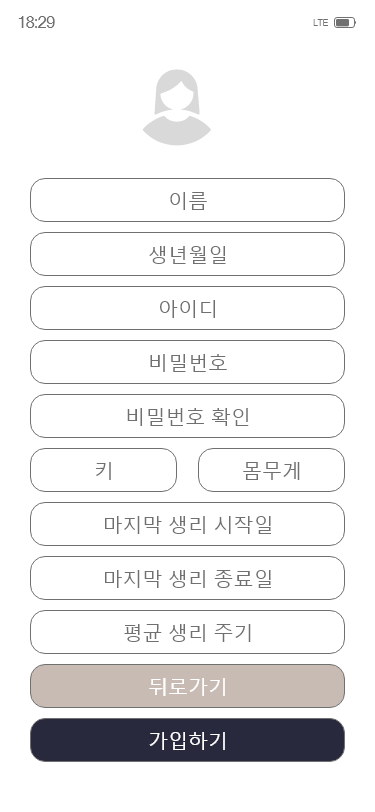 18:29 LTE
이름
생년월일
아이디
비밀번호
비밀번호 확인
키 몸무게
마지막 생리 시작일
마지막 생리 종료일
평균 생리 주기
뒤로가기
가입하기